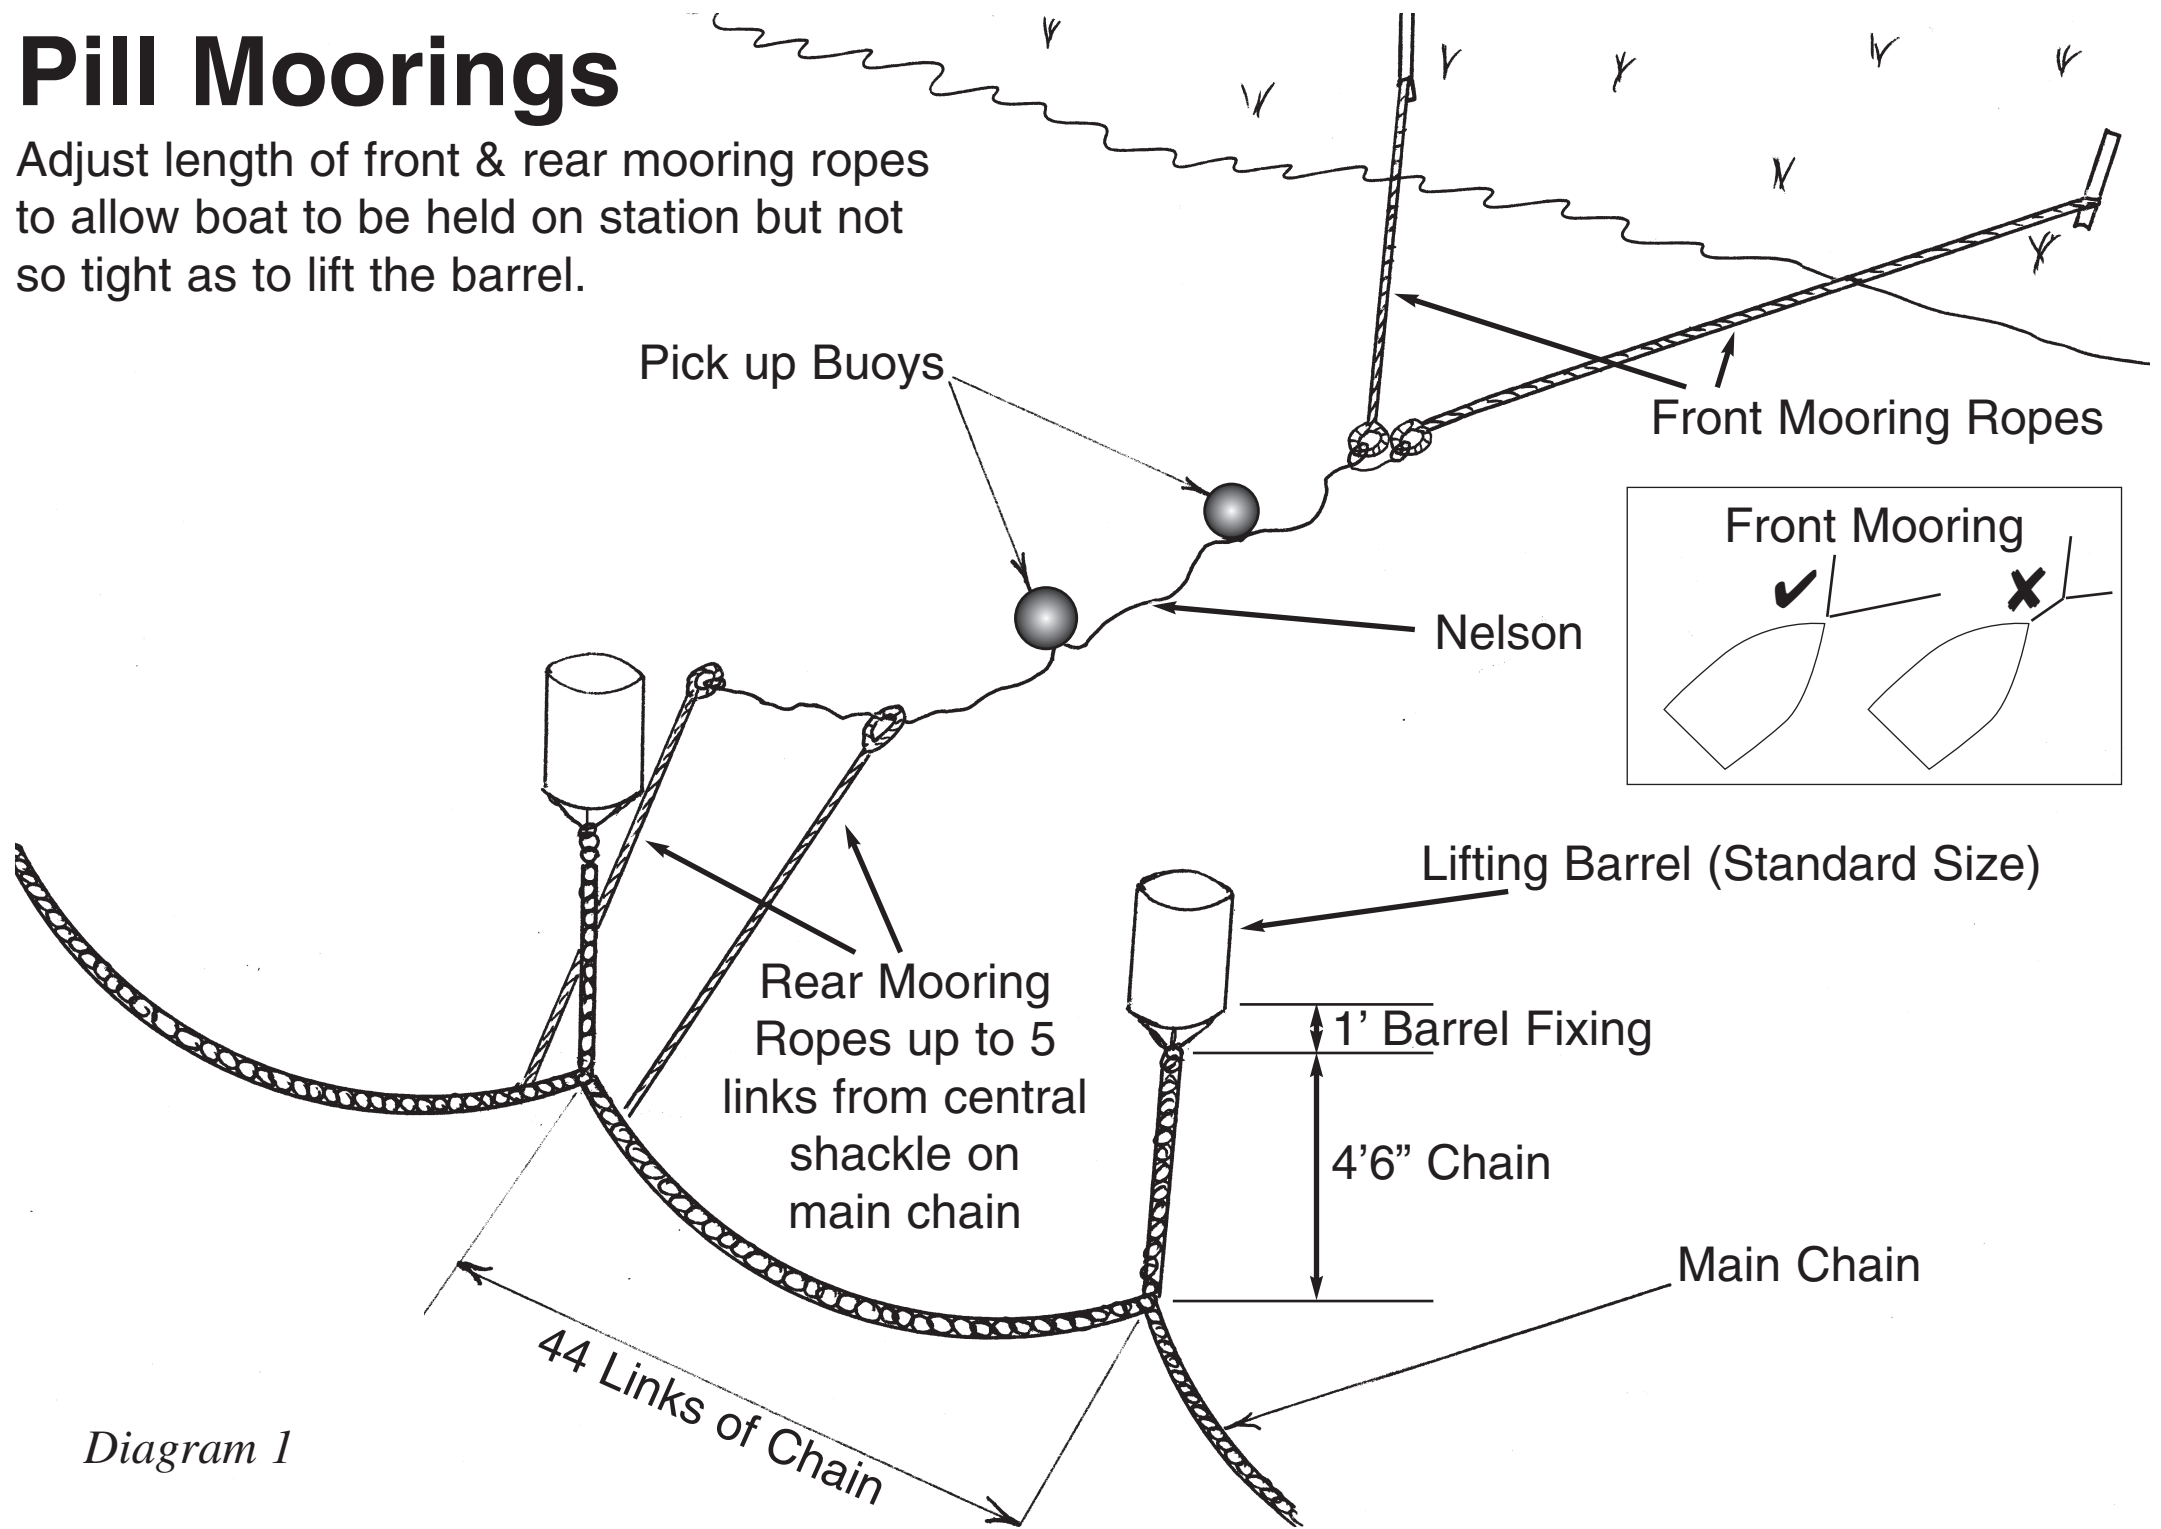 Pill Moorings
Adjust length of front & rear mooring ropes
to allow boat to be held on station but not
so tight as to lift the barrel.
Pick up Buoys
Front Mooring Ropes
Front Mooring
✔ ✘
Nelson
Lifting Barrel (Standard Size)
Rear Mooring
Ropes up to 5
links from central
shackle on
main chain
1’ Barrel Fixing
4’6” Chain
Main Chain
44 Links of Chain
Diagram 1